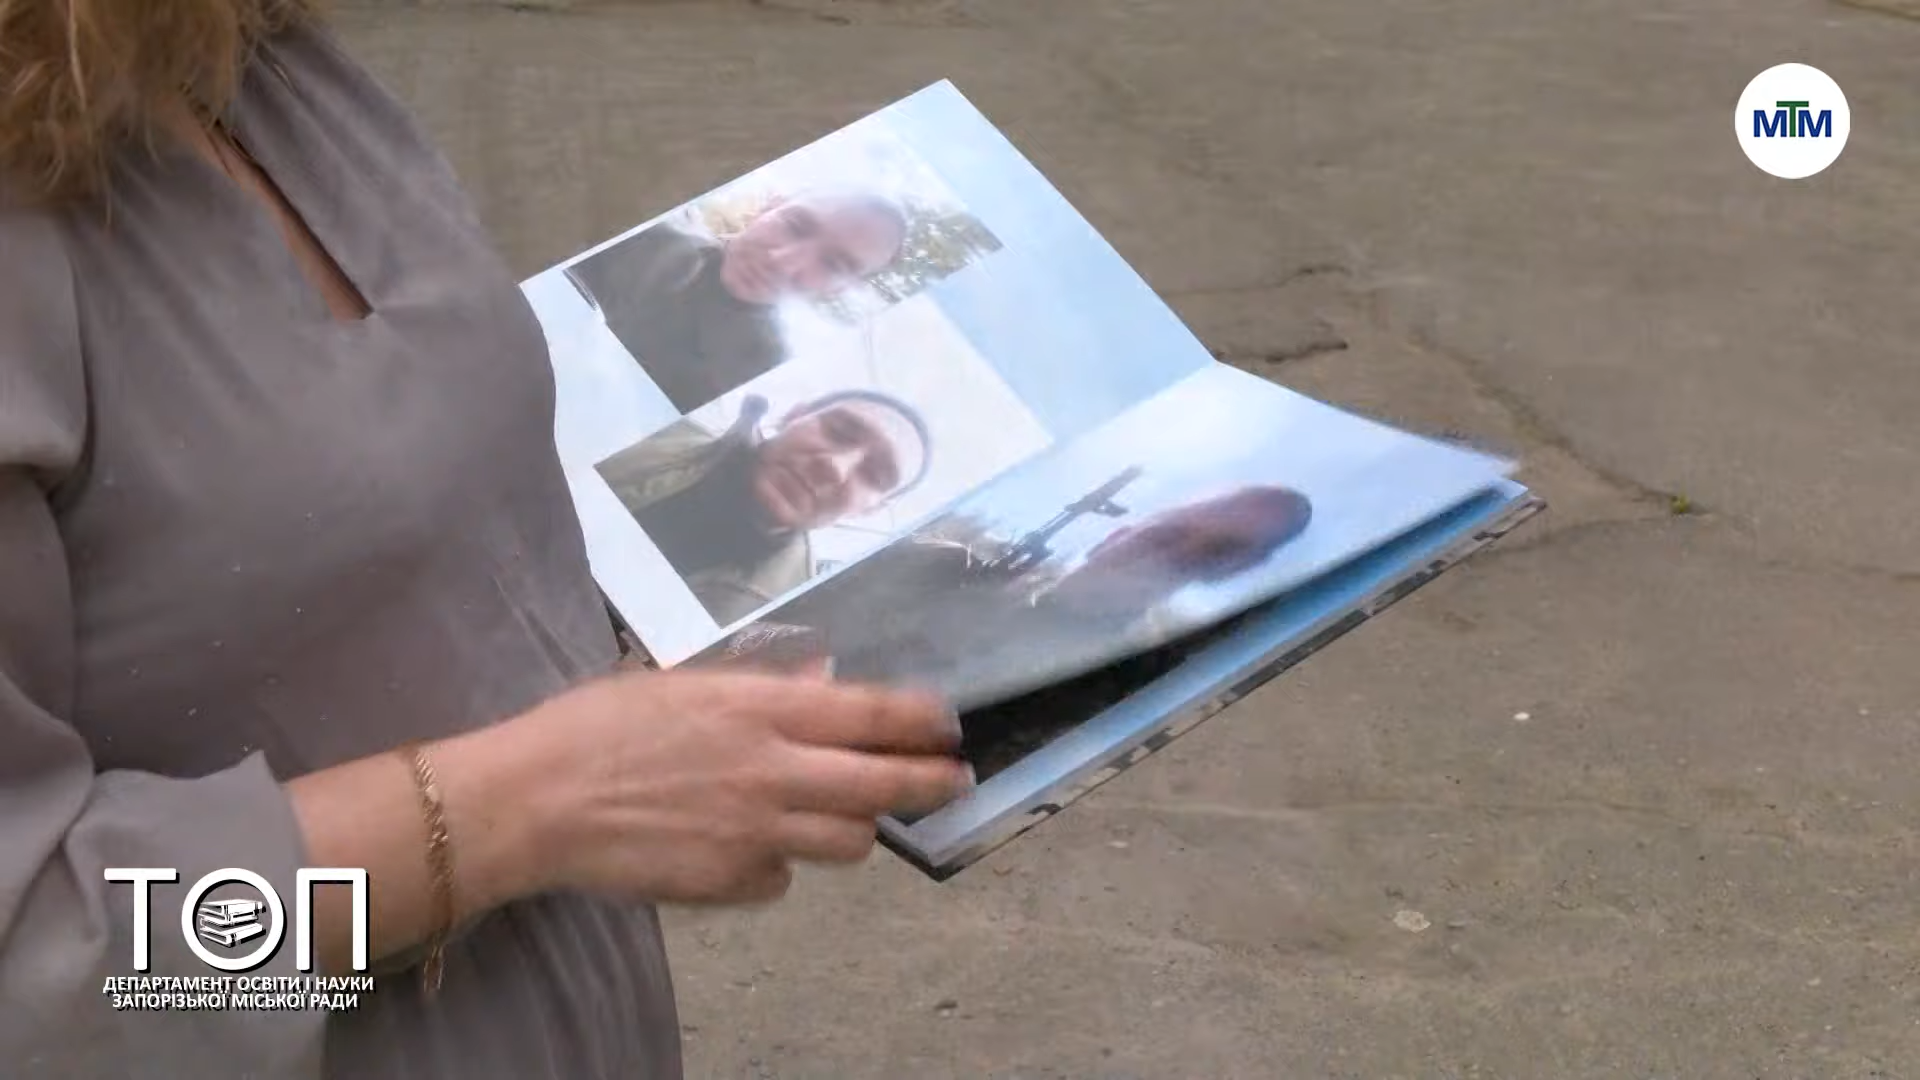 МТМ
ТОП
ДЕПАРТАМЕНТ ОСВІТИ І НАУКИ
ЗАПОРІЗЬКОЇ МІСЬКОЇ РАДИ